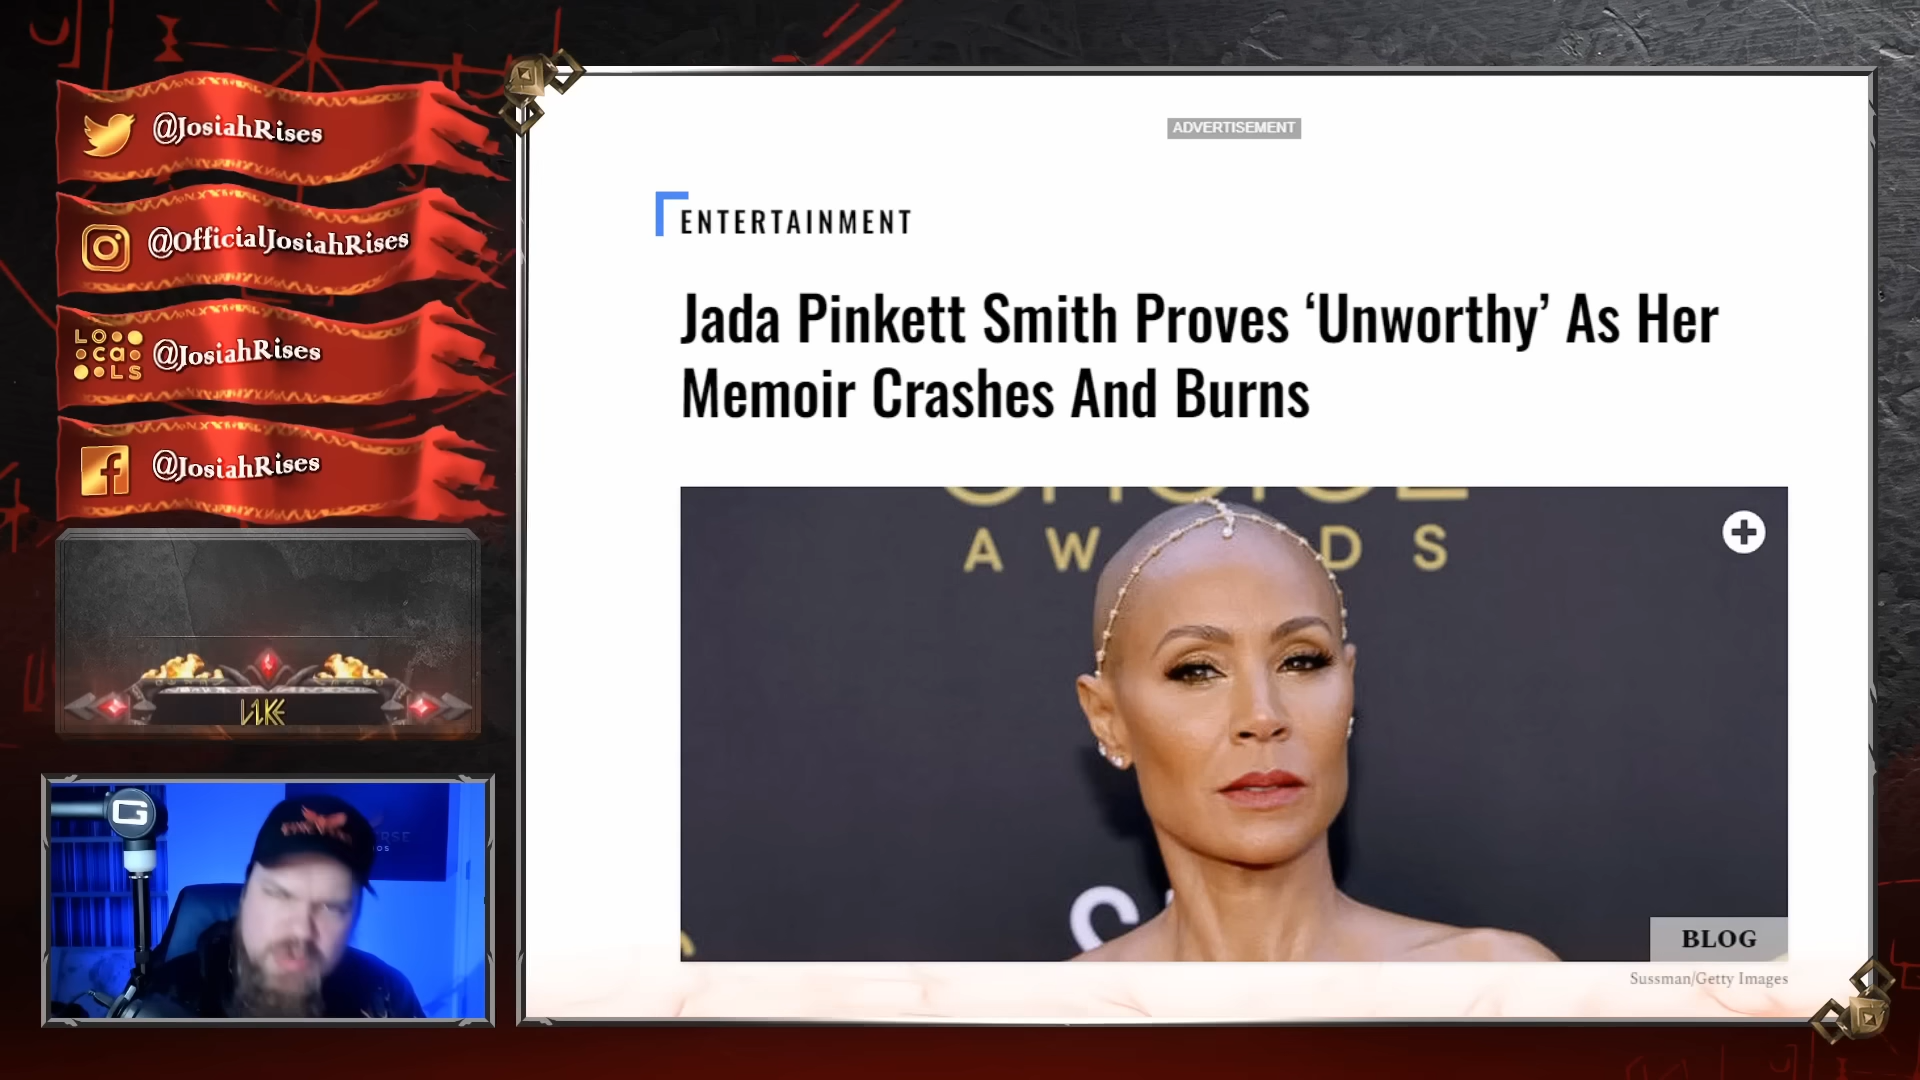 @JosiahRises
@OfficialJosiahRises
LOCALS
@JosiahRises
@JosiahRises
ADVERTISEMENT
ENTERTAINMENT
Jada Pinkett Smith Proves ‘Unworthy’ As Her
Memoir Crashes And Burns
AWDS
BLOG
Sussman/Getty Images
G